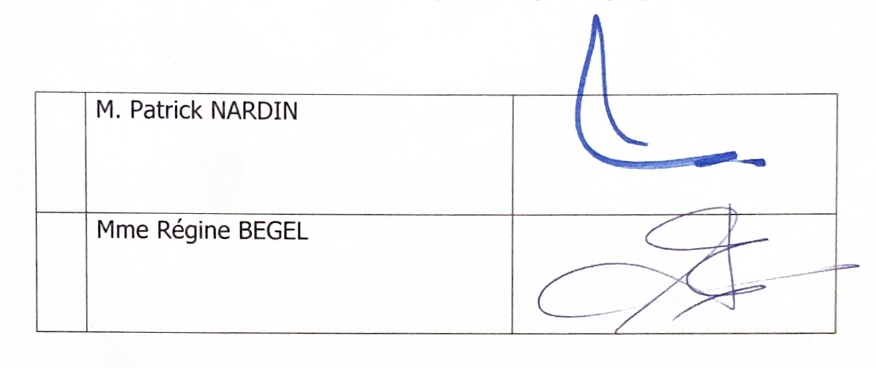 M. Patrick NARDIN
Mme Régine BEGEL